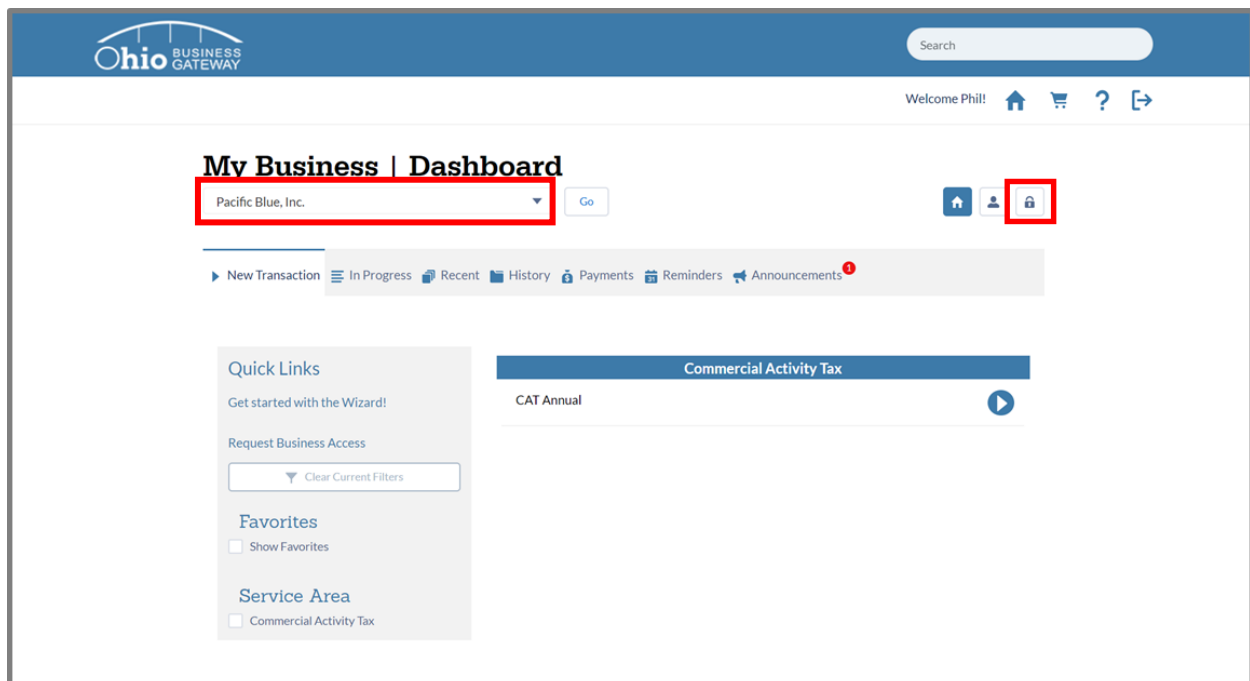 Ohio BUSINESS GATEWAY
Search
Welcome Phil!
My Business | Dashboard
Pacific Blue, Inc.
Go
New Transaction In Progress Recent History 31 Payments Reminders Announcements 1
Quick Links
Commercial Activity Tax
Get started with the Wizard!
CAT Annual
Request Business Access
Clear Current Filters
Favorites
Show Favorites
Service Area
Commercial Activity Tax